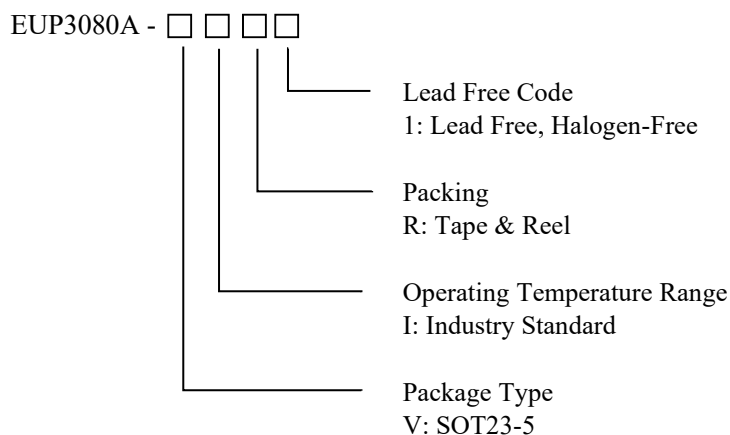 EUP3080A - □ □ □ □
Lead Free Code
1: Lead Free, Halogen-Free
Packing
R: Tape & Reel
Operating Temperature Range
I: Industry Standard
Package Type
V: SOT23-5